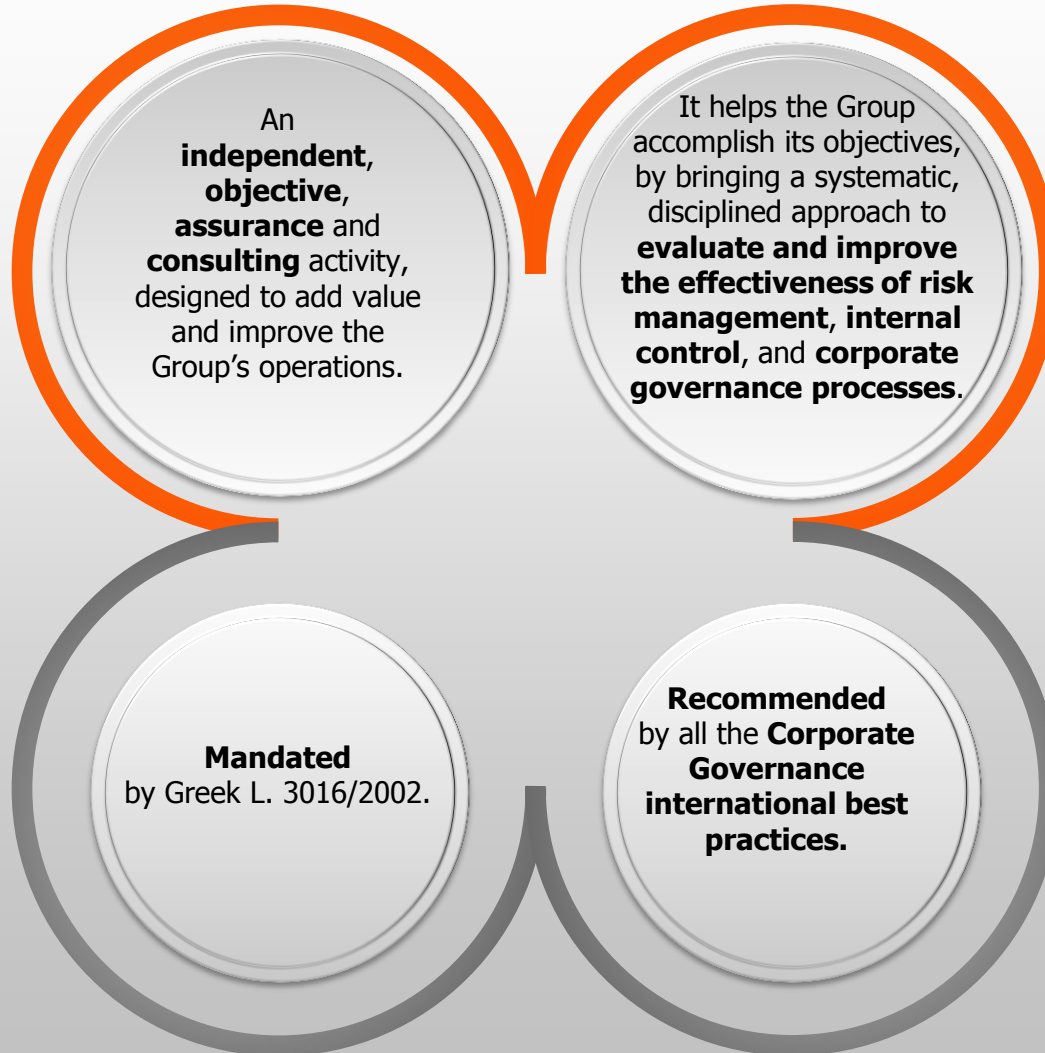 An
independent,
objective,
assurance and
consulting activity,
designed to add value
and improve the
Group’s operations.
It helps the Group
accomplish its objectives,
by bringing a systematic,
disciplined approach to
evaluate and improve
the effectiveness of risk
management, internal
control, and corporate
governance processes.
Mandated
by Greek L. 3016/2002.
Recommended
by all the Corporate
Governance
international best
practices.